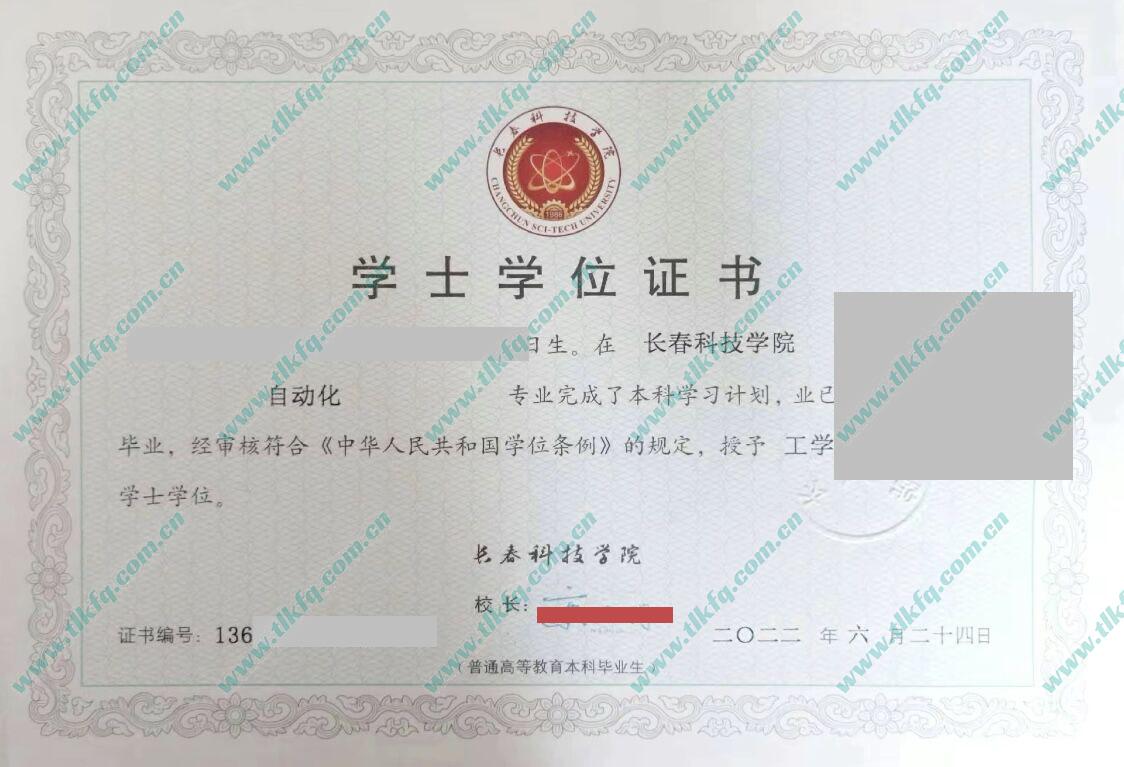 长春科技学院
CHANGCHUN SCI-TECH UNIVERSITY
1986
学士学位证书
日生。在 长春科技学院
自动化 专业完成了本科学习计划，业已
毕业，经审核符合《中华人民共和国学位条例》的规定，授予 工学
学士学位。
长春科技学院
校 长：
证书编号：136
二〇二二 年 六 月二十四日
（普通高等教育本科毕业生）
www.tlkfq.com.cn